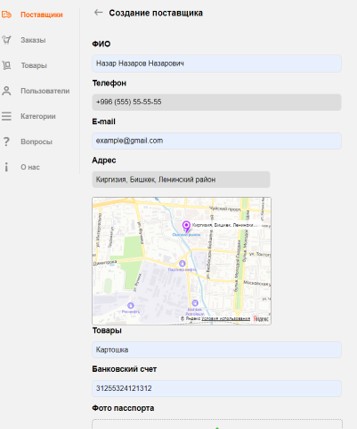 Поставщики
Заказы
Товары
Пользователи
Категории
Вопросы
О нас
Создание поставщика
ФИО
Назар Назаров Назарович
Телефон
+996 (555) 55-55-55
E-mail
example@gmail.com
Адрес
Киргизия, Бишкек, Ленинский район
Киргизия, Бишкек, Ленинск...
Яндекс Условия использования Яндекс
Товары
Картошка
Банковский счет
31255324121312
Фото паспорта